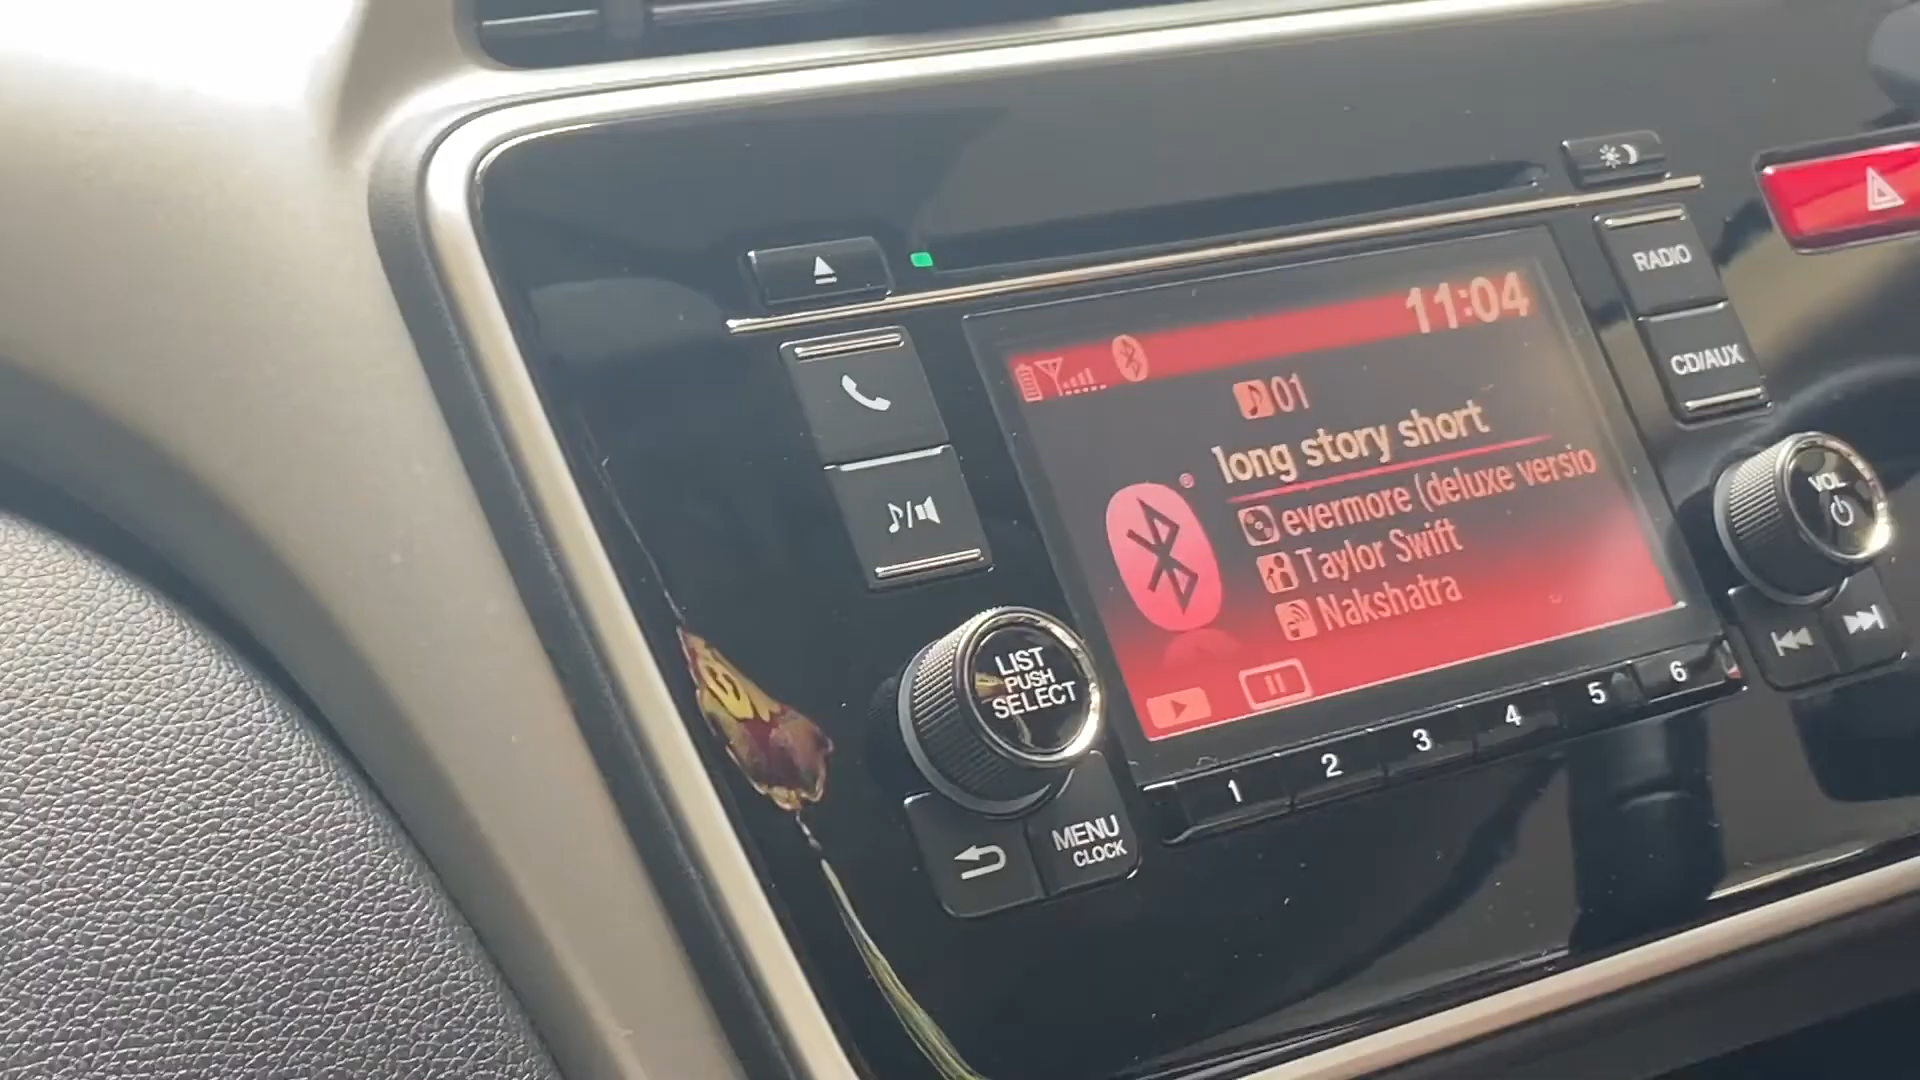 11:04
01
long story short
evermore (deluxe versio
Taylor Swift
Nakshatra
RADIO
CD/AUX
VOL
LIST
PUSH
SELECT
MENU
CLOCK
1 2 3 4 5 6